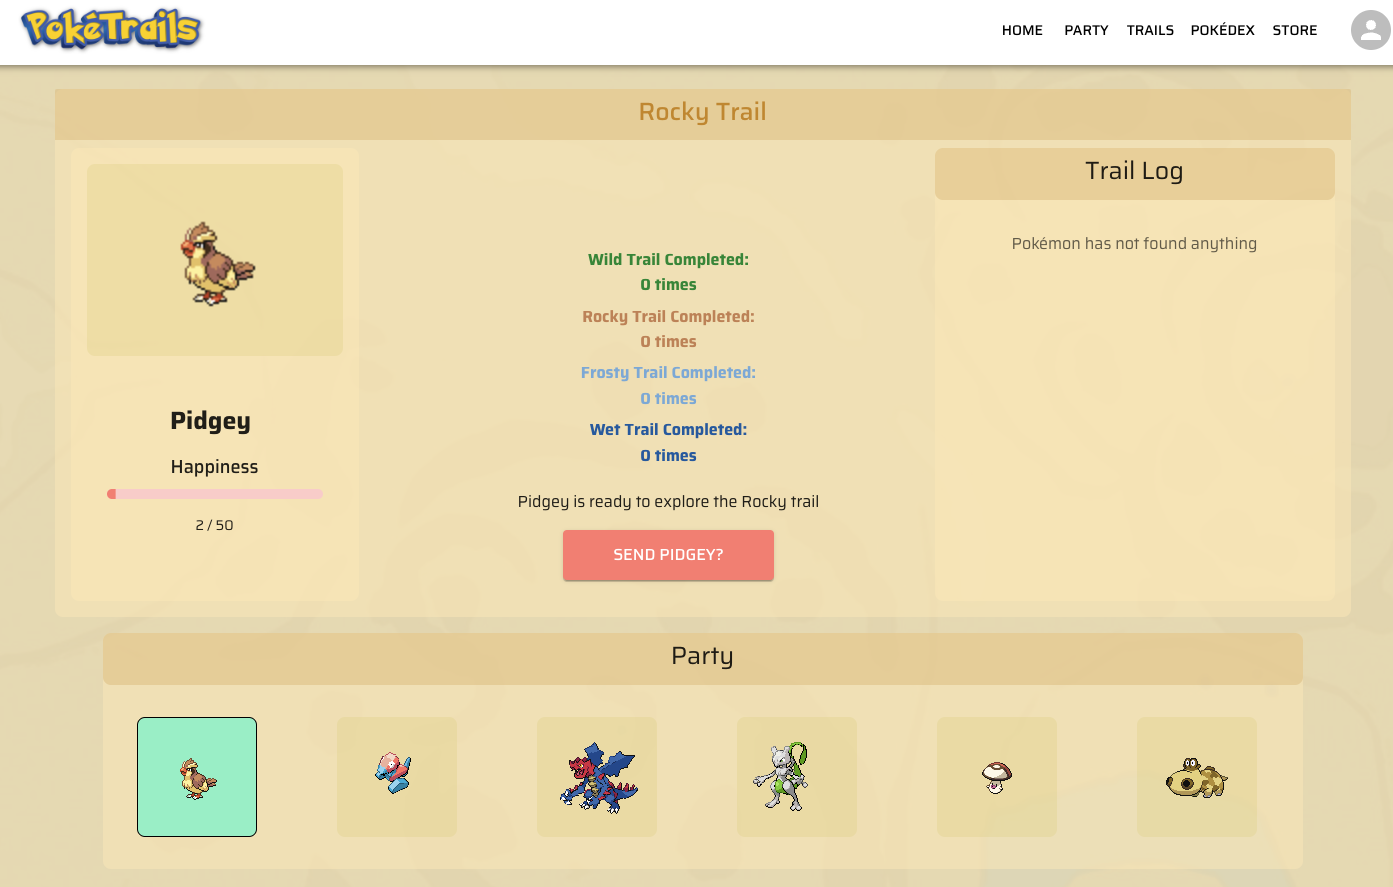 PokéTrails
HOME PARTY TRAILS POKÉDEX STORE
Rocky Trail
Pidgey
Happiness
2 / 50
Wild Trail Completed:
0 times
Rocky Trail Completed:
0 times
Frosty Trail Completed:
0 times
Wet Trail Completed:
0 times
Pidgey is ready to explore the Rocky trail
SEND PIDGEY?
Trail Log
Pokémon has not found anything
Party